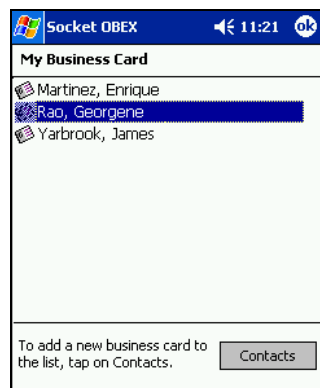 Socket OBEX 11:21 ok
My Business Card
Martinez, Enrique
Rao, Georgene
Yarbrook, James
To add a new business card to
the list, tap on Contacts.
Contacts